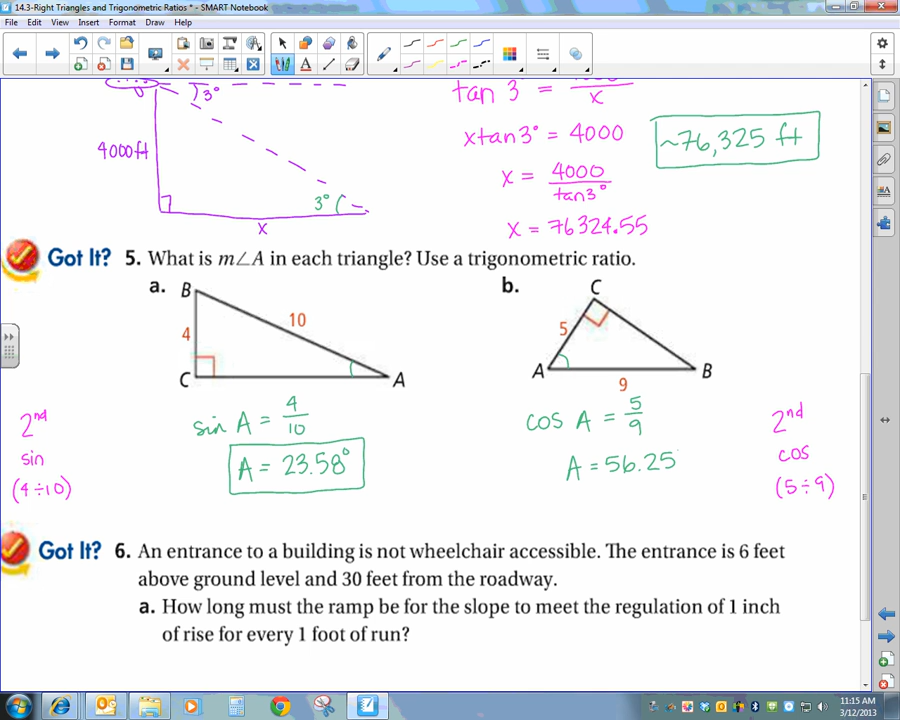 14.3-Right Triangles and Trigonometric Ratios * - SMART Notebook
File Edit View Insert Format Draw Help
3°
tan 3 =
x
4000 ft
x tan 3° = 4000
~76,325 ft
x = 4000
tan 3°
3°
x
x = 76324.55
Got It? 5. What is m∠A in each triangle? Use a trigonometric ratio.
a. B
b. C
10
4
5
C
A
A
B
9
2nd
sin
(4÷10)
sin A = 4/10
A = 23.58°
cos A = 5/9
A = 56.25
2nd
cos
(5÷9)
Got It? 6. An entrance to a building is not wheelchair accessible. The entrance is 6 feet
above ground level and 30 feet from the roadway.
a. How long must the ramp be for the slope to meet the regulation of 1 inch
of rise for every 1 foot of run?
11:15 AM
3/12/2013